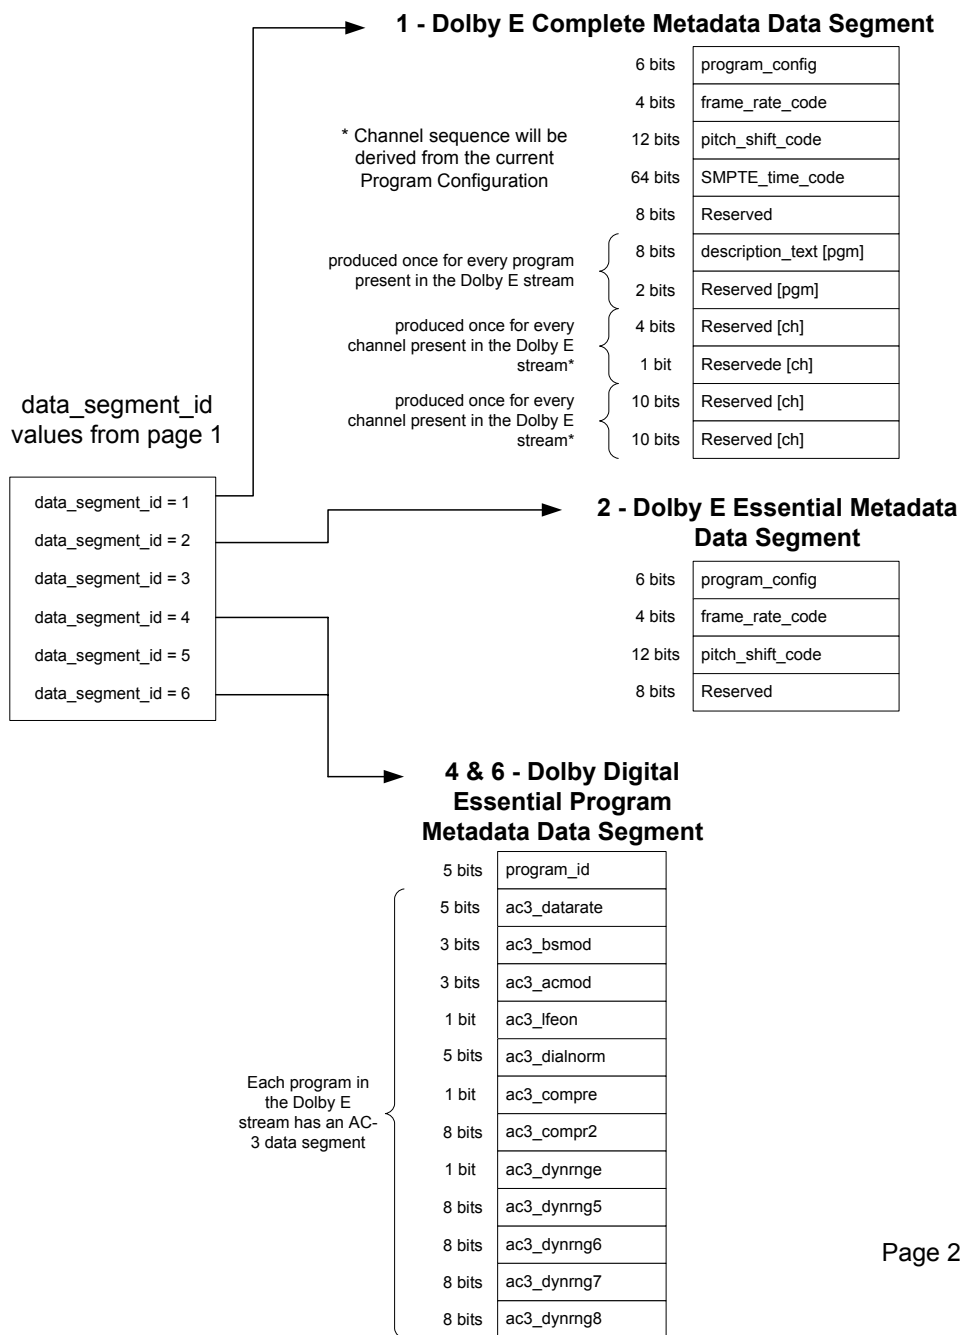 1 - Dolby E Complete Metadata Data Segment
6 bits program_config
4 bits frame_rate_code
12 bits pitch_shift_code
64 bits SMPTE_time_code
8 bits Reserved
8 bits description_text [pgm]
2 bits Reserved [pgm]
4 bits Reserved [ch]
1 bit Reservede [ch]
10 bits Reserved [ch]
10 bits Reserved [ch]
* Channel sequence will be
derived from the current
Program Configuration
produced once for every program
present in the Dolby E stream
produced once for every
channel present in the Dolby E
stream*
produced once for every
channel present in the Dolby E
stream*
data_segment_id
values from page 1
data_segment_id = 1
data_segment_id = 2
data_segment_id = 3
data_segment_id = 4
data_segment_id = 5
data_segment_id = 6
2 - Dolby E Essential Metadata
Data Segment
6 bits program_config
4 bits frame_rate_code
12 bits pitch_shift_code
8 bits Reserved
4 & 6 - Dolby Digital
Essential Program
Metadata Data Segment
5 bits program_id
5 bits ac3_datarate
3 bits ac3_bsmod
3 bits ac3_acmod
1 bit ac3_lfeon
5 bits ac3_dialnorm
1 bit ac3_compre
8 bits ac3_compr2
1 bit ac3_dynrnge
8 bits ac3_dynrng5
8 bits ac3_dynrng6
8 bits ac3_dynrng7
8 bits ac3_dynrng8
Each program in
the Dolby E
stream has an AC-
3 data segment
Page 2